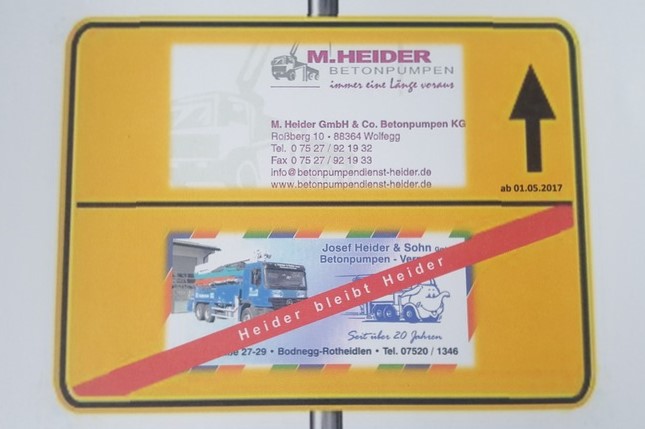 M.HEIDER
BETONPUMPEN
immer eine Länge voraus
M. Heider GmbH & Co. Betonpumpen KG
Roßberg 10 • 88364 Wolfegg
Tel. 0 75 27 / 92 19 32
Fax 0 75 27 / 92 19 33
info@betonpumpendienst-heider.de
www.betonpumpendienst-heider.de
ab 01.05.2017
Josef Heider & Sohn
Betonpumpen -
Heider bleibt Heider
Seit über 20 Jahren
27-29 • Bodnegg-Rotheidlen • Tel. 07520 / 1346